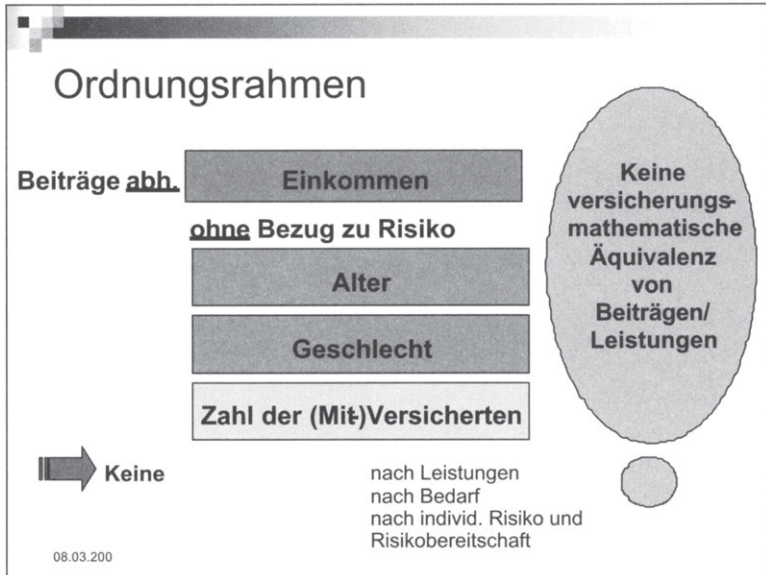 Ordnungsrahmen
Beiträge abh.
Einkommen
ohne Bezug zu Risiko
Alter
Geschlecht
Zahl der (Mit-)Versicherten
Keine
versicherungs-
mathematische
Äquivalenz
von
Beiträgen/
Leistungen
Keine
nach Leistungen
nach Bedarf
nach individ. Risiko und
Risikobereitschaft
08.03.200